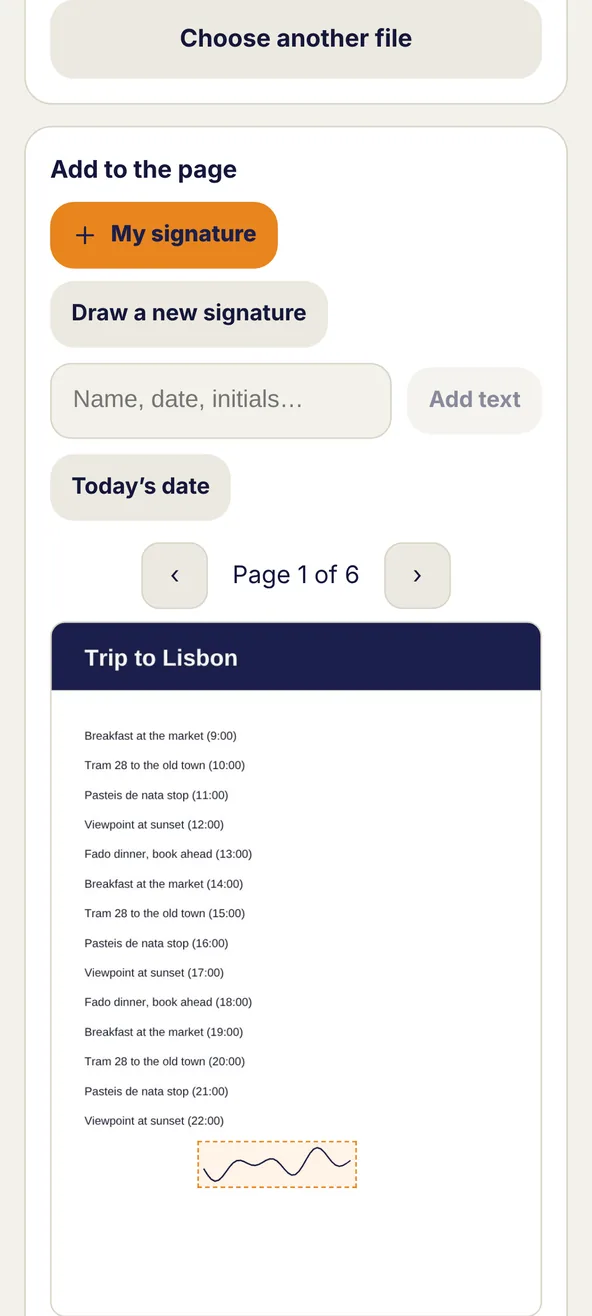 Choose another file
Add to the page
+ My signature
Draw a new signature
Name, date, initials…
Add text
Today’s date
‹ Page 1 of 6 ›
Trip to Lisbon
Breakfast at the market (9:00)
Tram 28 to the old town (10:00)
Pasteis de nata stop (11:00)
Viewpoint at sunset (12:00)
Fado dinner, book ahead (13:00)
Breakfast at the market (14:00)
Tram 28 to the old town (15:00)
Pasteis de nata stop (16:00)
Viewpoint at sunset (17:00)
Fado dinner, book ahead (18:00)
Breakfast at the market (19:00)
Tram 28 to the old town (20:00)
Pasteis de nata stop (21:00)
Viewpoint at sunset (22:00)